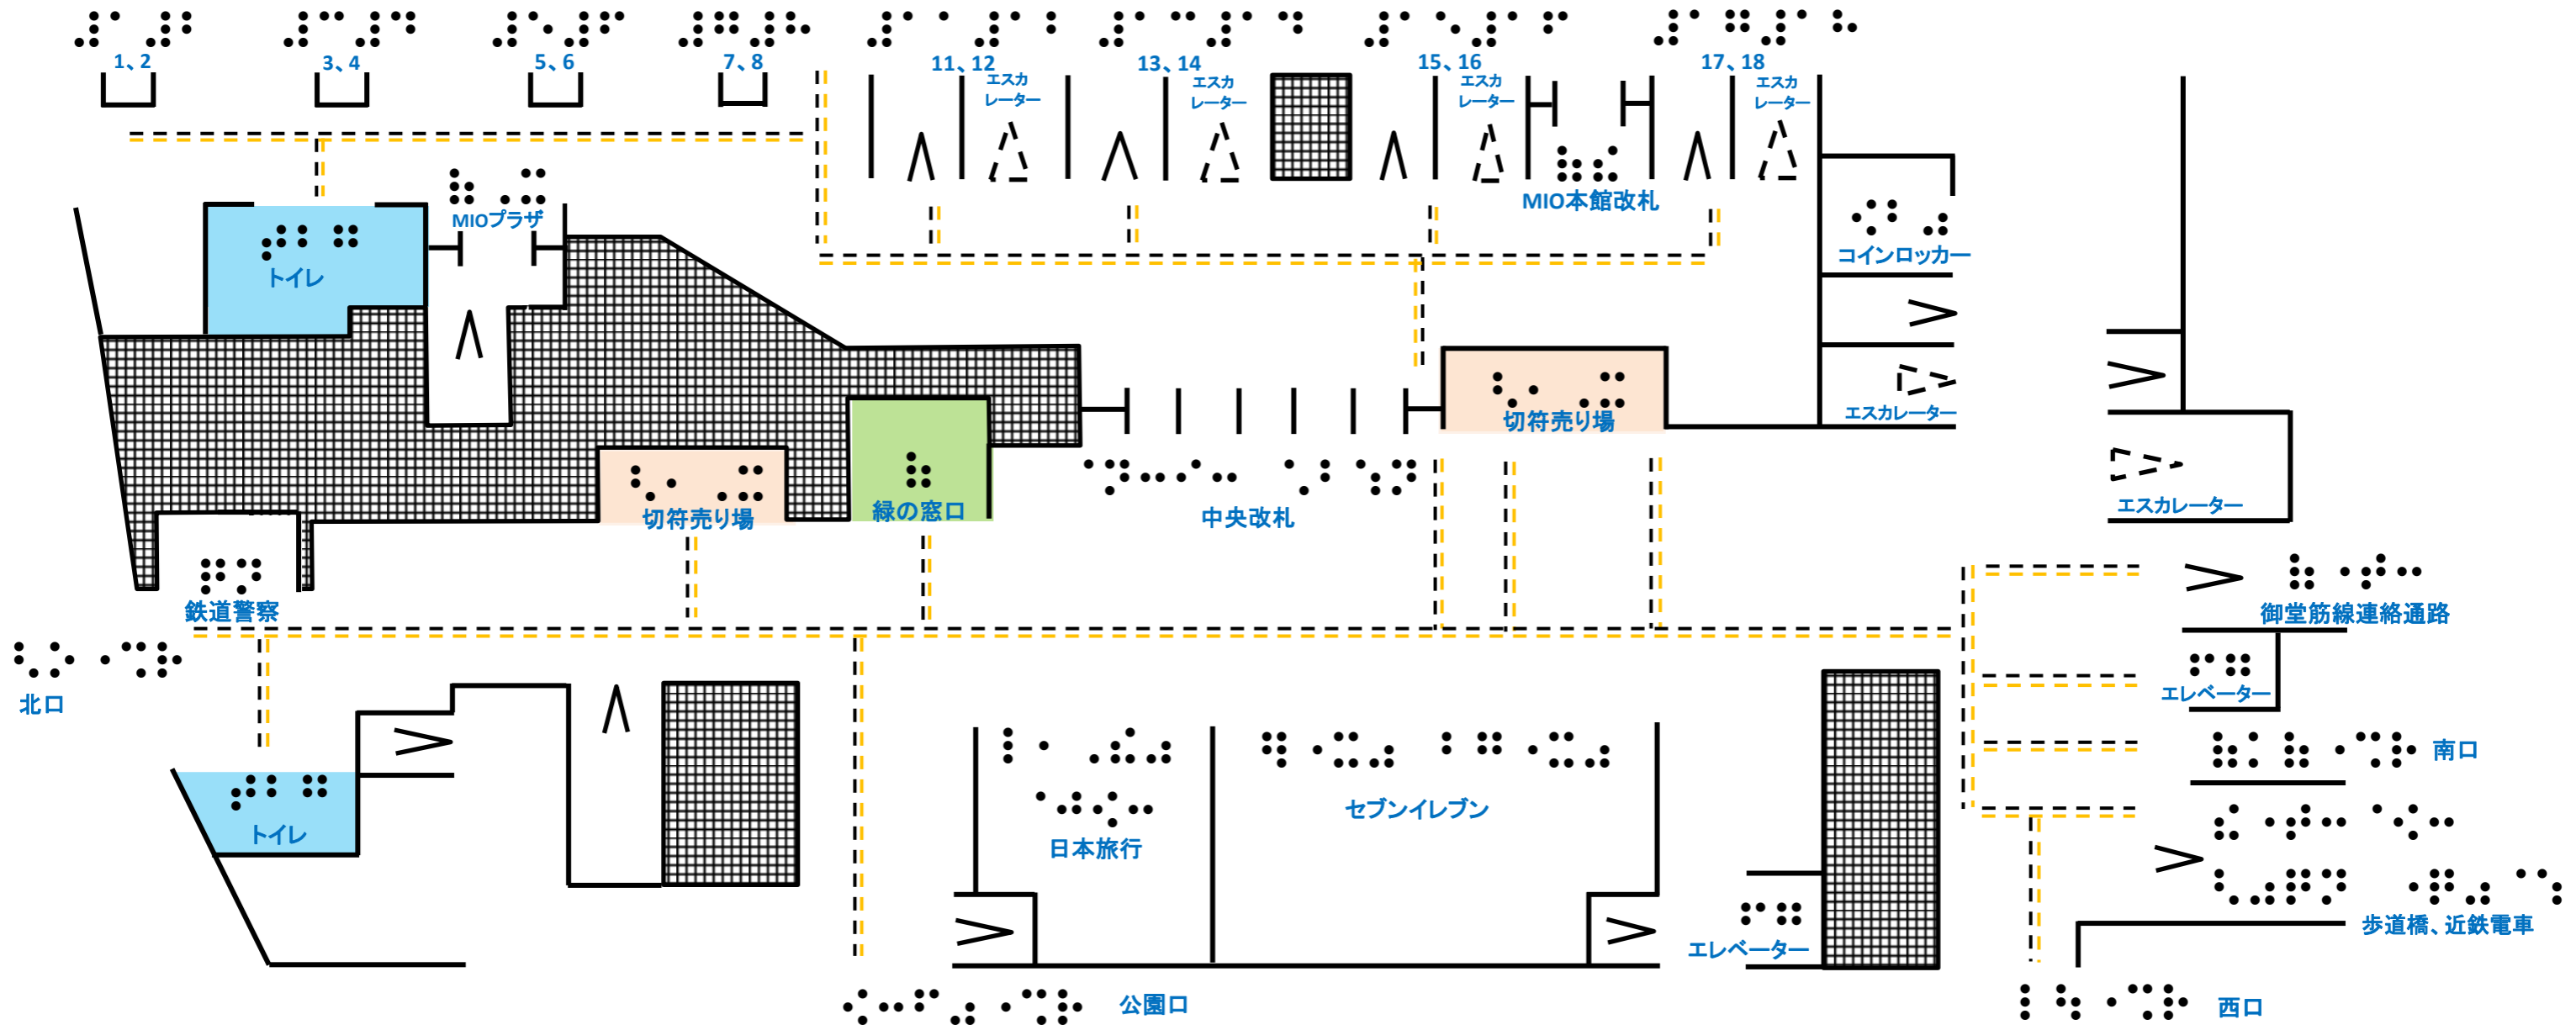 1、2
3、4
5、6
7、8
11、12
エスカ
レーター
13、14
エスカ
レーター
15、16
エスカ
レーター
17、18
エスカ
レーター
MIOプラザ
MIO本館改札
トイレ
コインロッカー
エスカレーター
切符売り場
切符売り場
緑の窓口
中央改札
エスカレーター
鉄道警察
御堂筋線連絡通路
北口
エレベーター
南口
トイレ
日本旅行
セブンイレブン
歩道橋、近鉄電車
エレベーター
公園口
西口